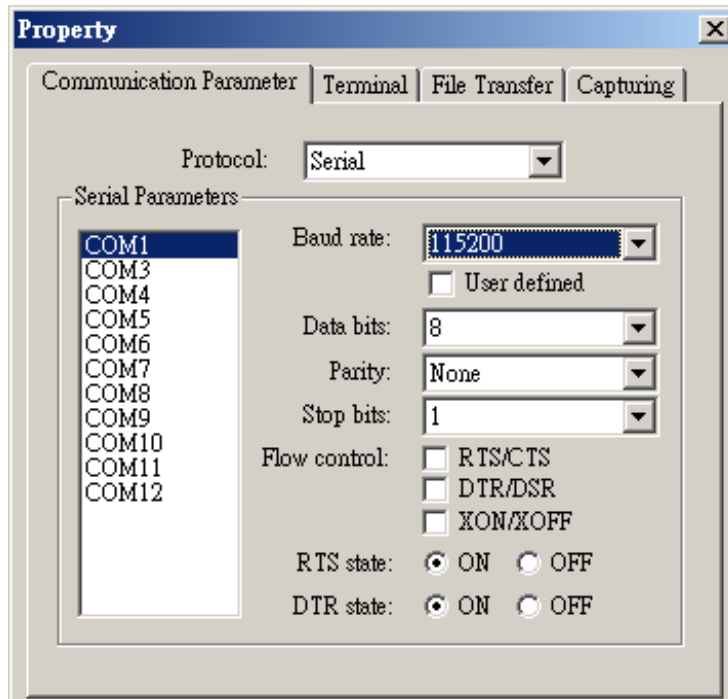 Property
Communication Parameter Terminal File Transfer Capturing
Protocol: Serial
Serial Parameters
COM1
COM3
COM4
COM5
COM6
COM7
COM8
COM9
COM10
COM11
COM12
Baud rate: 115200
User defined
Data bits: 8
Parity: None
Stop bits: 1
Flow control: RTS/CTS
DTR/DSR
XON/XOFF
RTS state: ON OFF
DTR state: ON OFF